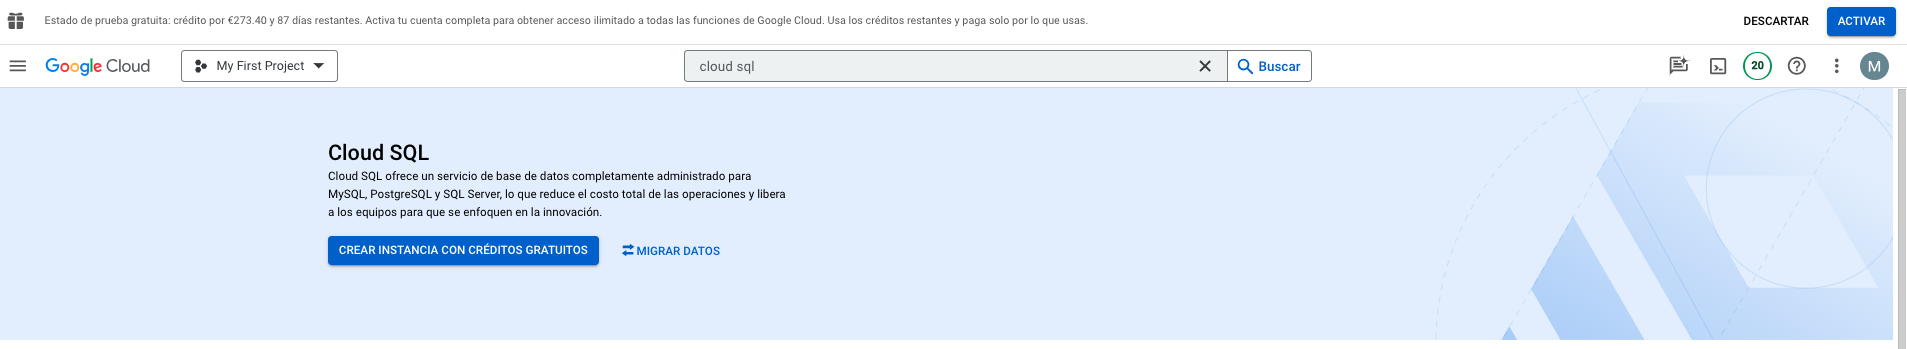 Estado de prueba gratuita: crédito por €273.40 y 87 días restantes. Activa tu cuenta completa para obtener acceso ilimitado a todas las funciones de Google Cloud. Usa los créditos restantes y paga solo por lo que usas.
DESCARTAR
ACTIVAR
Google Cloud
My First Project
cloud sql
Buscar
20
M
Cloud SQL
Cloud SQL ofrece un servicio de base de datos completamente administrado para
MySQL, PostgreSQL y SQL Server, lo que reduce el costo total de las operaciones y libera
a los equipos para que se enfoquen en la innovación.
CREAR INSTANCIA CON CRÉDITOS GRATUITOS
MIGRAR DATOS